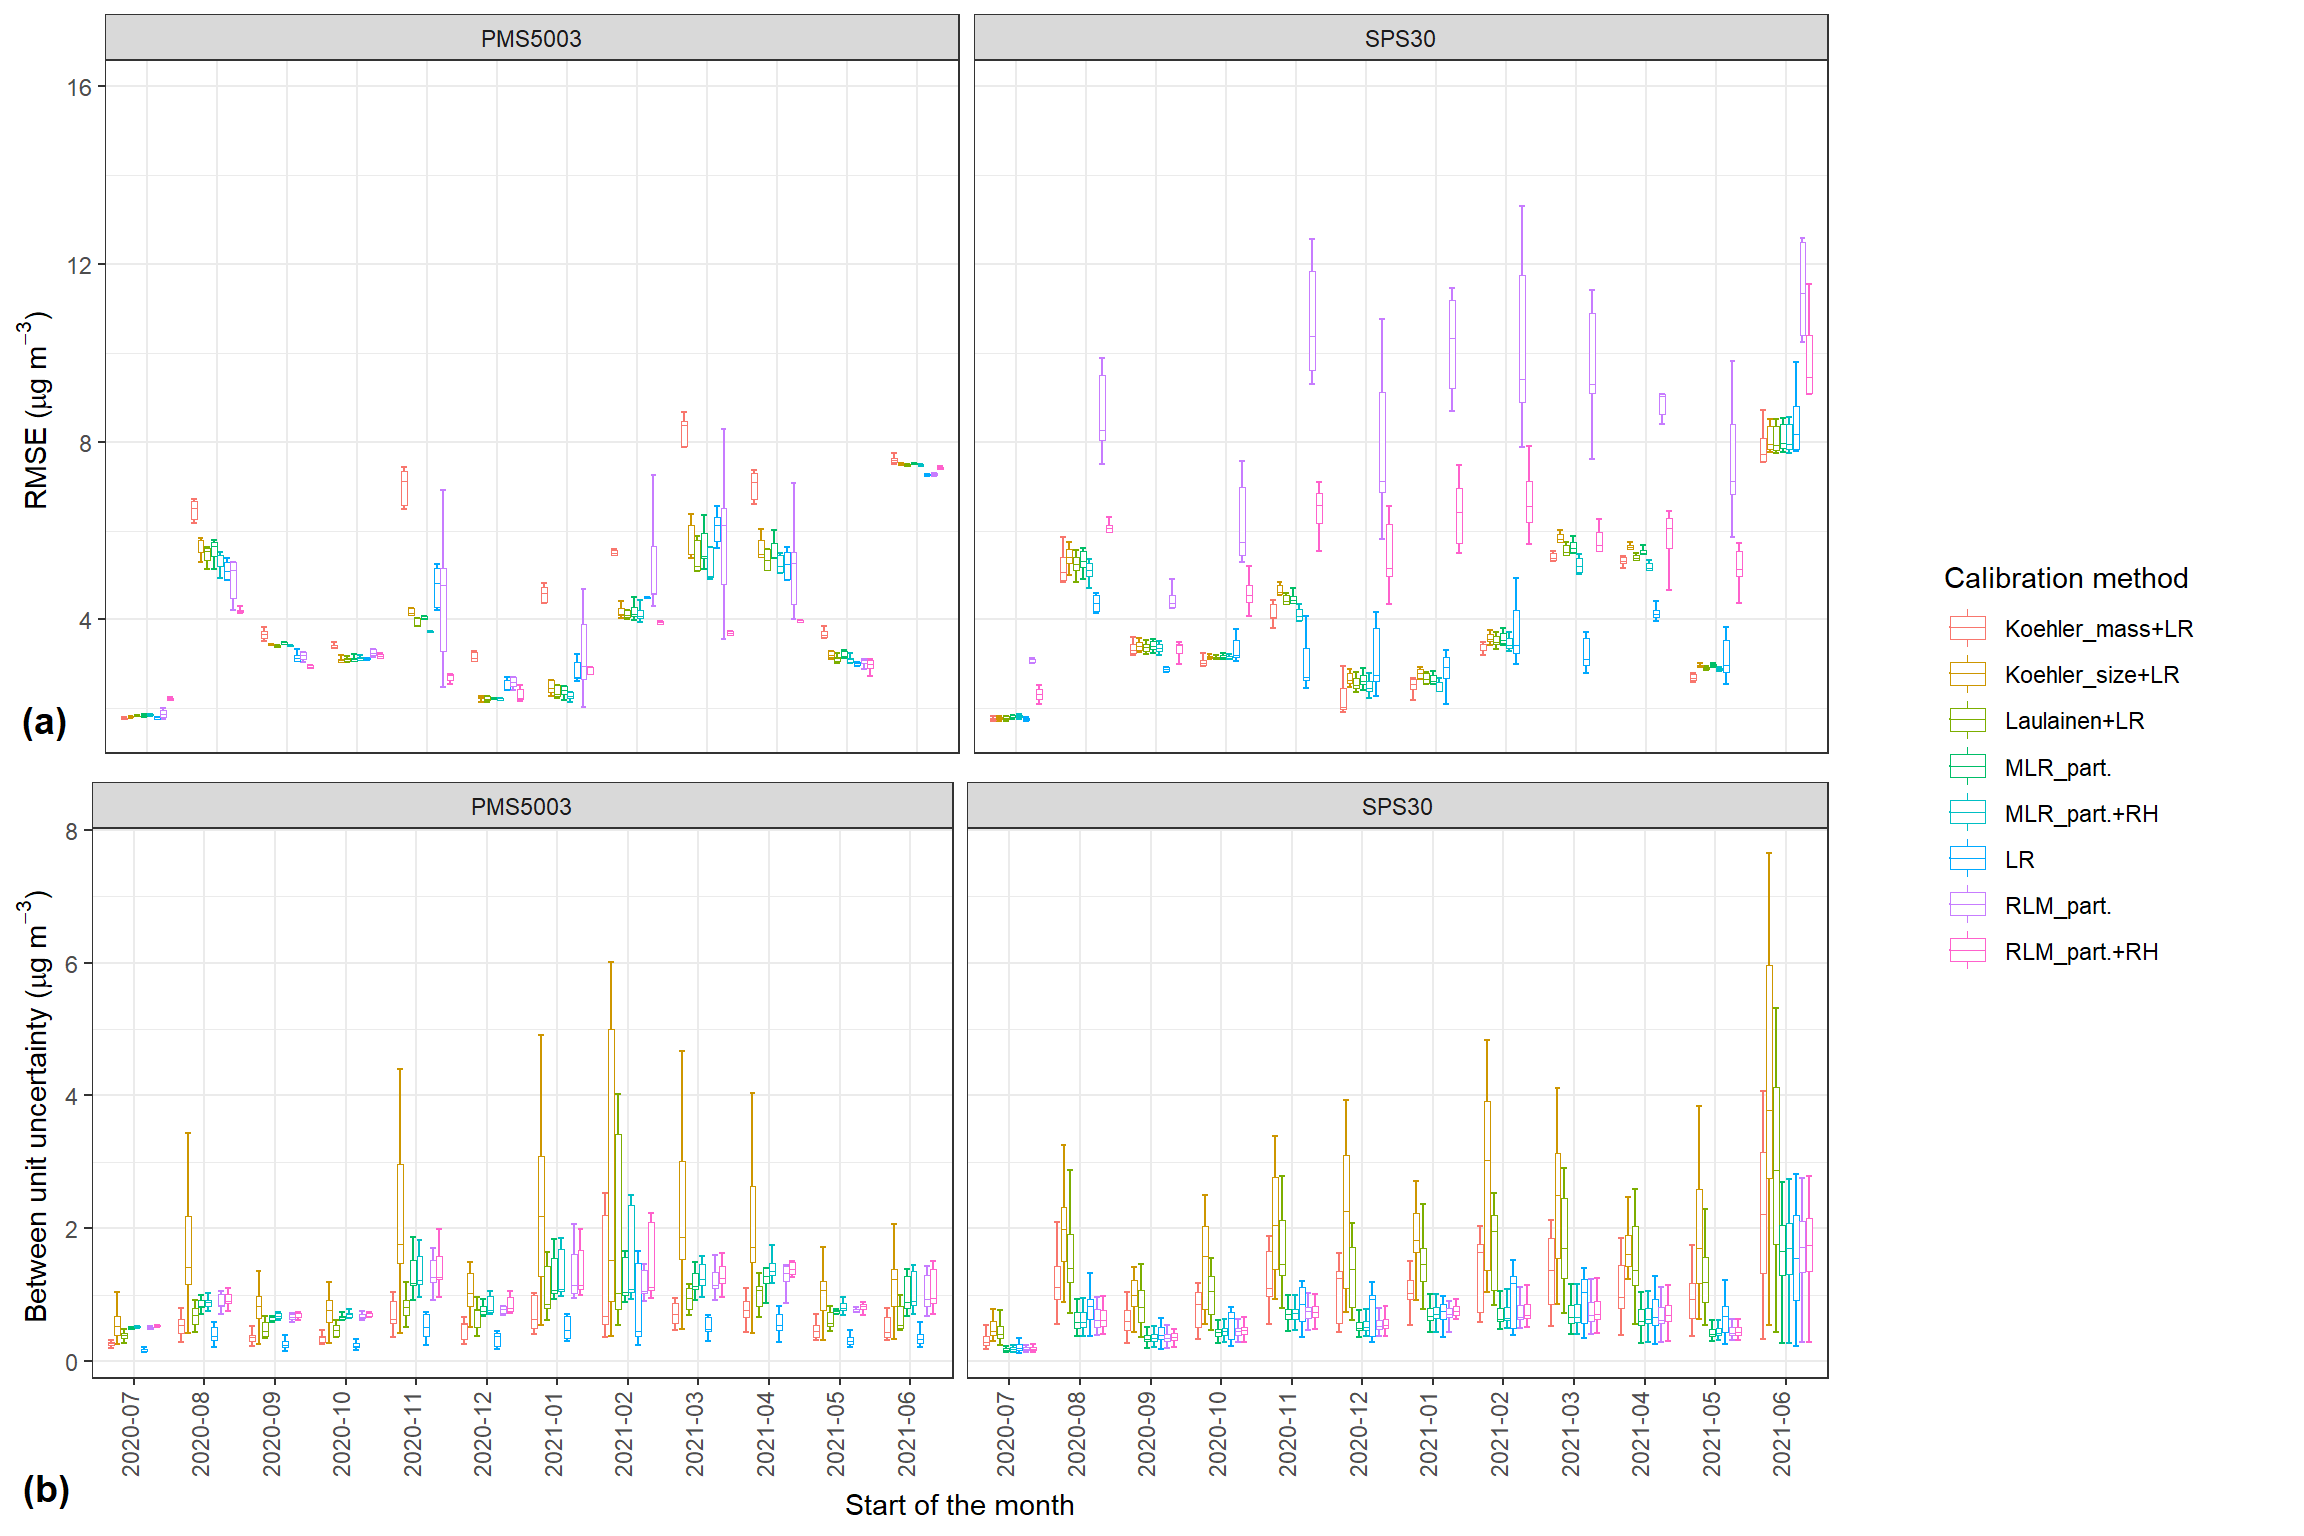 PMS5003
SPS30
16
12
8
4
RMSE (µg m⁻³)
(a)
PMS5003
SPS30
8
6
4
2
0
Between unit uncertainty (µg m⁻³)
2020-07
2020-08
2020-09
2020-10
2020-11
2020-12
2021-01
2021-02
2021-03
2021-04
2021-05
2021-06
2020-07
2020-08
2020-09
2020-10
2020-11
2020-12
2021-01
2021-02
2021-03
2021-04
2021-05
2021-06
(b)
Start of the month
Calibration method
Koehler_mass+LR
Koehler_size+LR
Laulainen+LR
MLR_part.
MLR_part.+RH
LR
RLM_part.
RLM_part.+RH